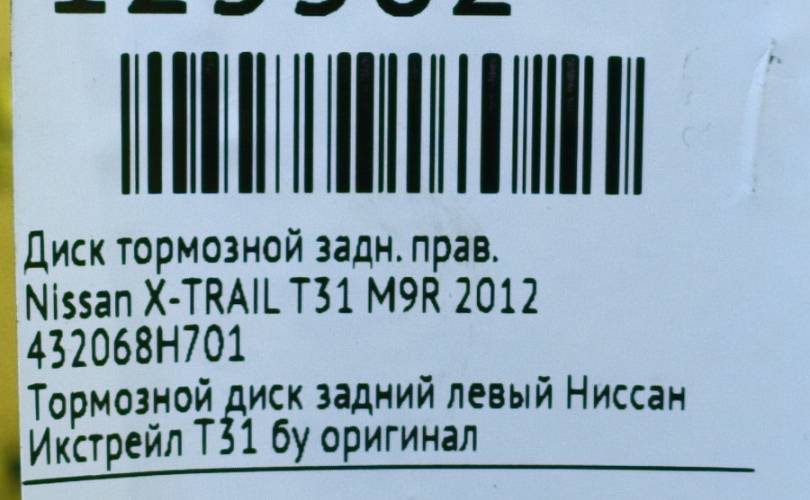 Диск тормозной задн. прав.
Nissan X-TRAIL T31 M9R 2012
432068H701
Тормозной диск задний левый Ниссан
Икстрейл Т31 бу оригинал